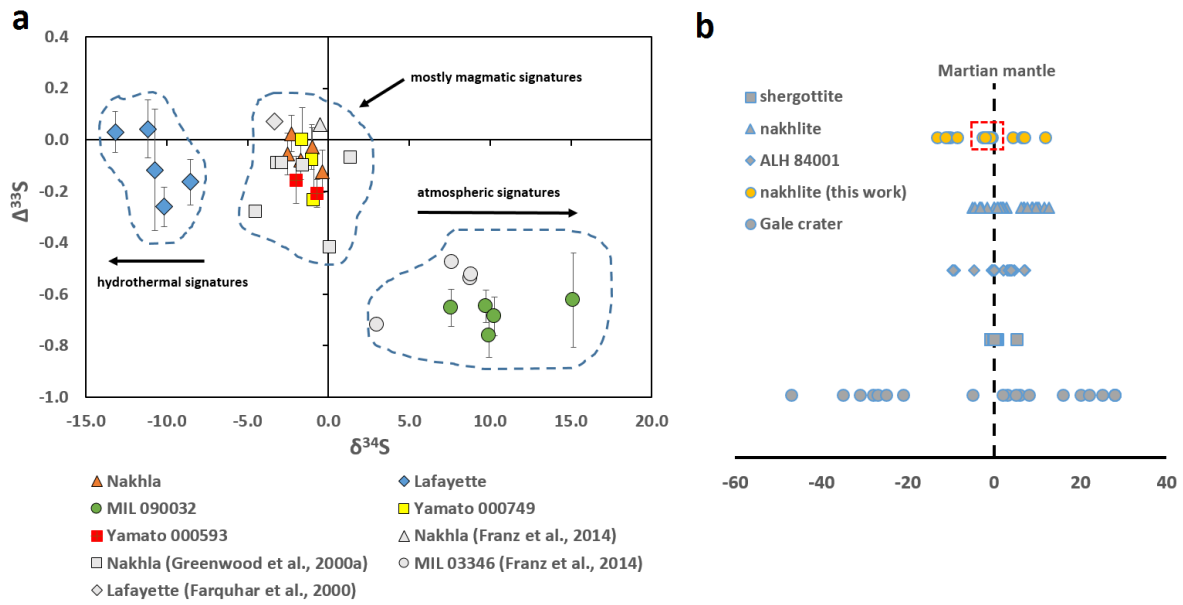 a
0.4
0.2
0.0
-0.2
-0.4
-0.6
-0.8
-1.0
Δ33S
-15.0 -10.0 -5.0 0.0 5.0 10.0 15.0 20.0
δ34S
mostly magmatic signatures
atmospheric signatures
hydrothermal signatures
Nakhla
Lafayette
MIL 090032
Yamato 000749
Yamato 000593
Nakhla (Franz et al., 2014)
Nakhla (Greenwood et al., 2000a)
MIL 03346 (Franz et al., 2014)
Lafayette (Farquhar et al., 2000)
b
Martian mantle
shergottite
nakhlite
ALH 84001
nakhlite (this work)
Gale crater
-60 -40 -20 0 20 40